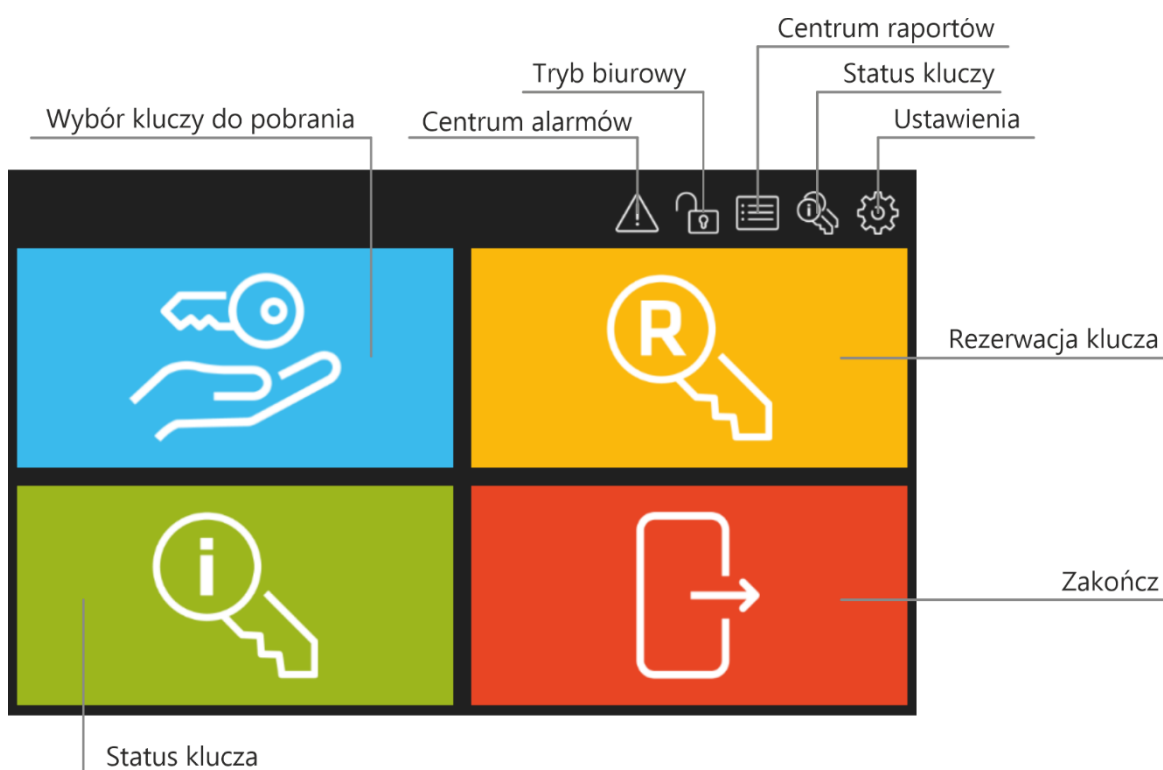 Centrum raportów
Tryb biurowy
Status kluczy
Wybór kluczy do pobrania
Centrum alarmów
Ustawienia
R
Rezerwacja klucza
i
Zakończ
Status klucza